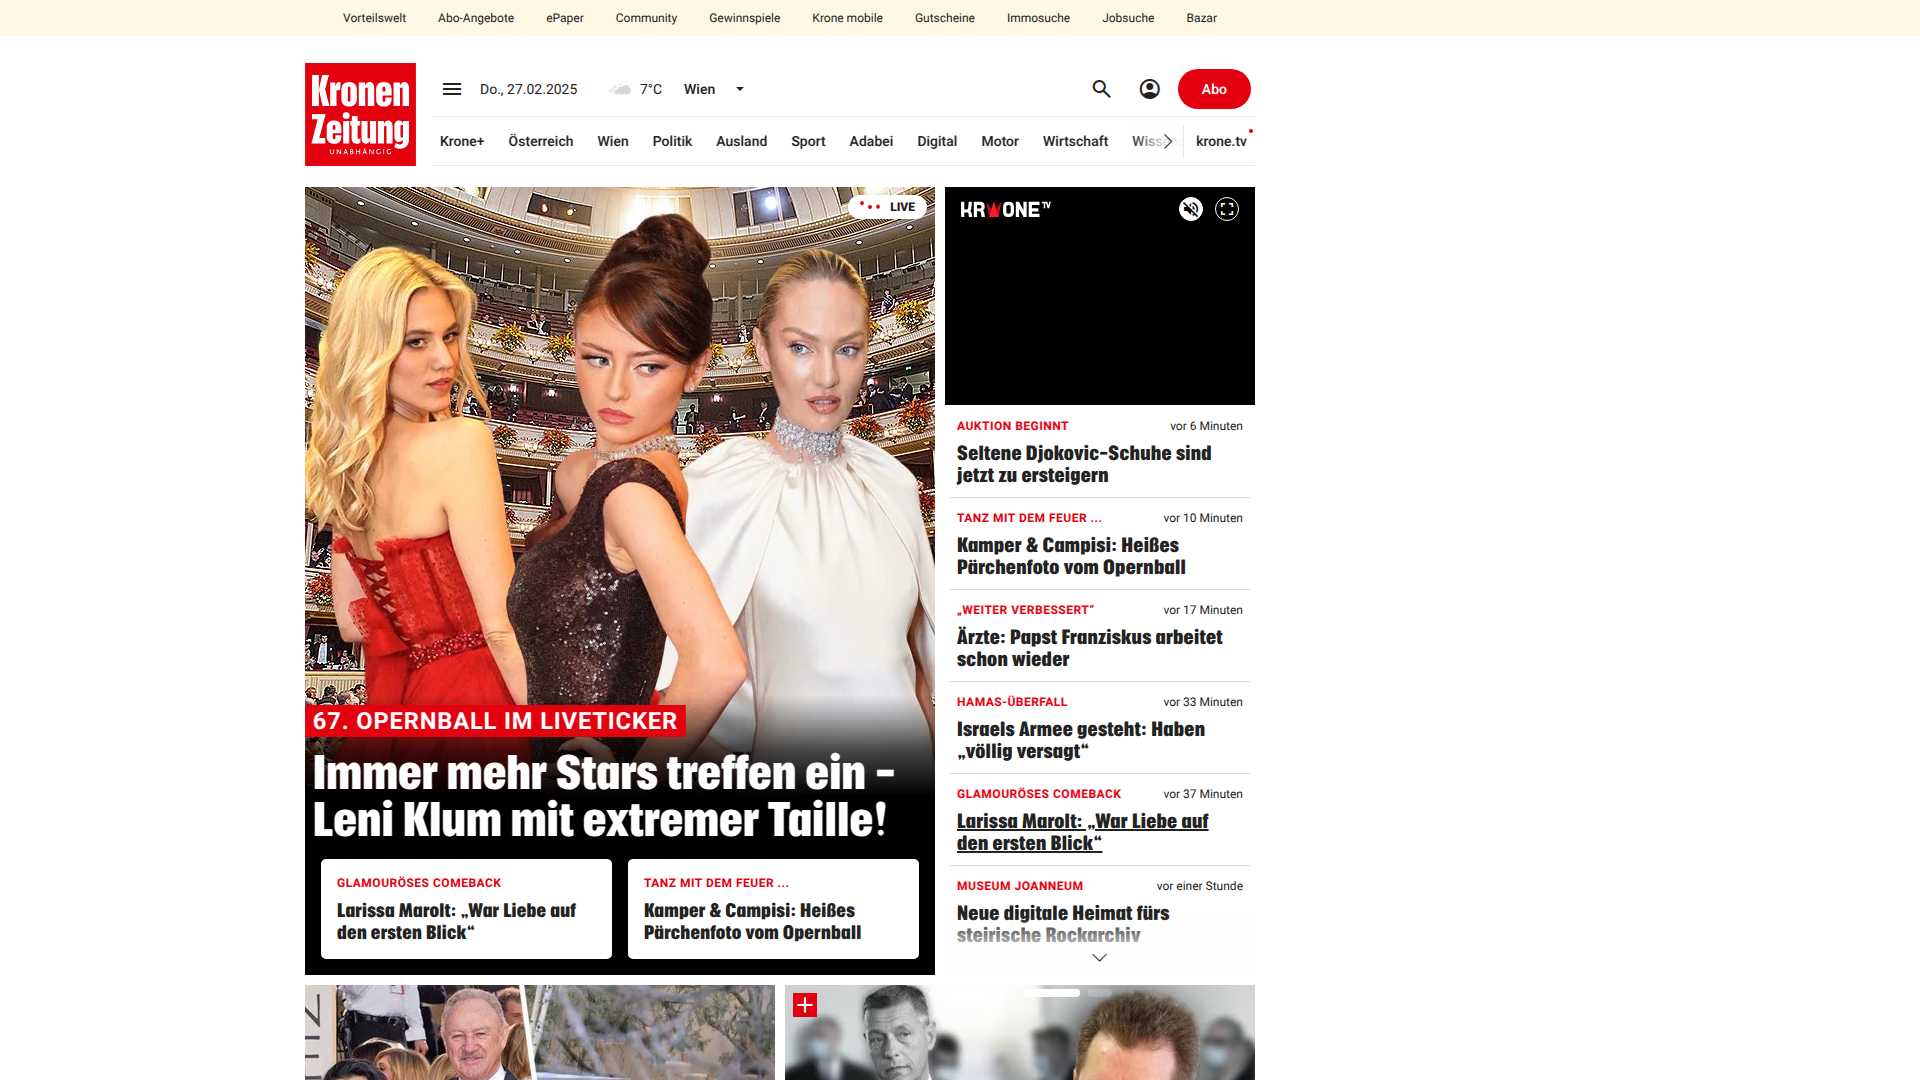 Vorteilswelt Abo-Angebote ePaper Community Gewinnspiele Krone mobile Gutscheine Immosuche Jobsuche Bazar
Kronen
Zeitung
UNABHÄNGIG
Do., 27.02.2025 7°C Wien
Abo
Krone+ Österreich Wien Politik Ausland Sport Adabei Digital Motor Wirtschaft krone.tv
LIVE
67. OPERNBALL IM LIVETICKER
Immer mehr Stars treffen ein –
Leni Klum mit extremer Taille!
GLAMOURÖSES COMEBACK
Larissa Marolt: „War Liebe auf
den ersten Blick“
TANZ MIT DEM FEUER ...
Kamper & Campisi: Heißes
Pärchenfoto vom Opernball
KRONE TV
AUKTION BEGINNT vor 6 Minuten
Seltene Djokovic-Schuhe sind
jetzt zu ersteigern
TANZ MIT DEM FEUER ... vor 10 Minuten
Kamper & Campisi: Heißes
Pärchenfoto vom Opernball
„WEITER VERBESSERT“ vor 17 Minuten
Ärzte: Papst Franziskus arbeitet
schon wieder
HAMAS-ÜBERFALL vor 33 Minuten
Israels Armee gesteht: Haben
„völlig versagt“
GLAMOURÖSES COMEBACK vor 37 Minuten
Larissa Marolt: „War Liebe auf
den ersten Blick“
MUSEUM JOANNEUM vor einer Stunde
Neue digitale Heimat fürs
steirische Rockarchiv